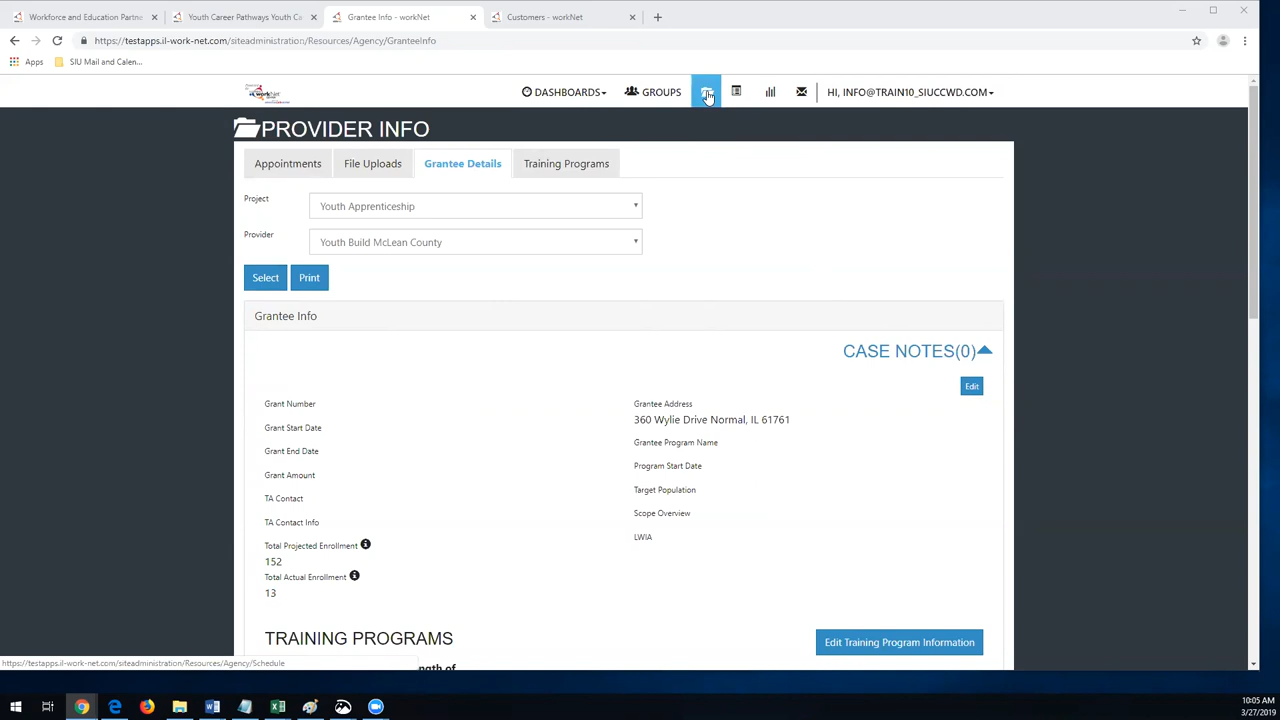 Workforce and Education Partne
Youth Career Pathways Youth C
Grantee Info - workNet
Customers - workNet
https://testapps.il-work-net.com/siteadministration/Resources/Agency/GranteeInfo
Apps
SIU Mail and Calen...
workNet
DASHBOARDS
GROUPS
HI, INFO@TRAIN10_SIUCCWD.COM
PROVIDER INFO
Appointments
File Uploads
Grantee Details
Training Programs
Project
Youth Apprenticeship
Provider
Youth Build McLean County
Select
Print
Grantee Info
CASE NOTES(0)
Edit
Grant Number
Grant Start Date
Grant End Date
Grant Amount
TA Contact
TA Contact Info
Total Projected Enrollment
152
Total Actual Enrollment
13
Grantee Address
360 Wylie Drive Normal, IL 61761
Grantee Program Name
Program Start Date
Target Population
Scope Overview
LWIA
TRAINING PROGRAMS
Edit Training Program Information
ngth of
https://testapps.il-work-net.com/siteadministration/Resources/Agency/Schedule
10:05 AM
3/27/2019